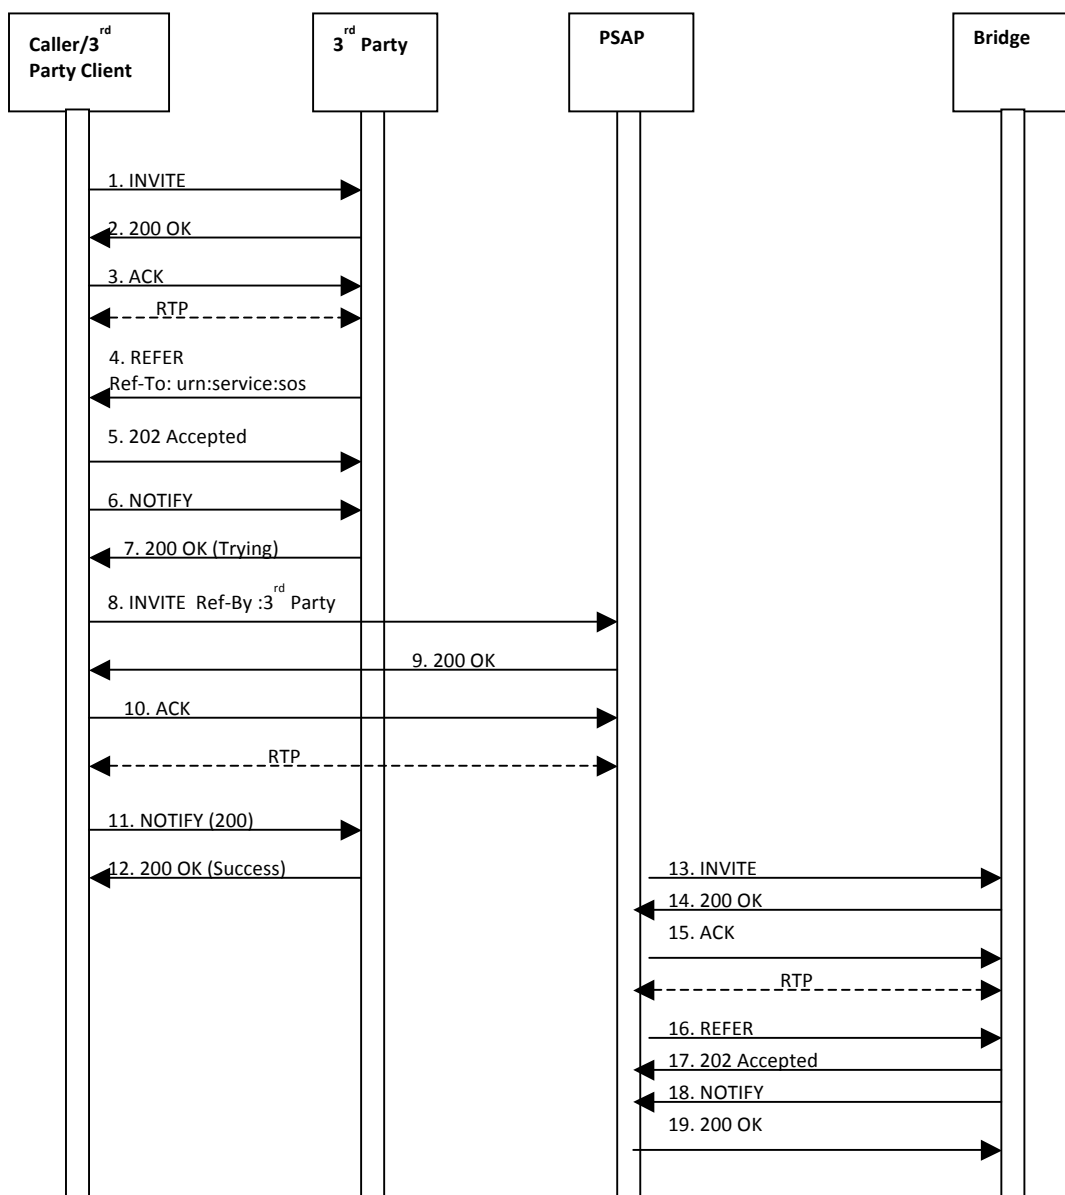 Caller/3rd
Party Client
3rd Party
PSAP
Bridge
1. INVITE
2. 200 OK
3. ACK
RTP
4. REFER
Ref-To: urn:service:sos
5. 202 Accepted
6. NOTIFY
7. 200 OK (Trying)
8. INVITE Ref-By :3rd Party
9. 200 OK
10. ACK
RTP
11. NOTIFY (200)
12. 200 OK (Success)
13. INVITE
14. 200 OK
15. ACK
RTP
16. REFER
17. 202 Accepted
18. NOTIFY
19. 200 OK